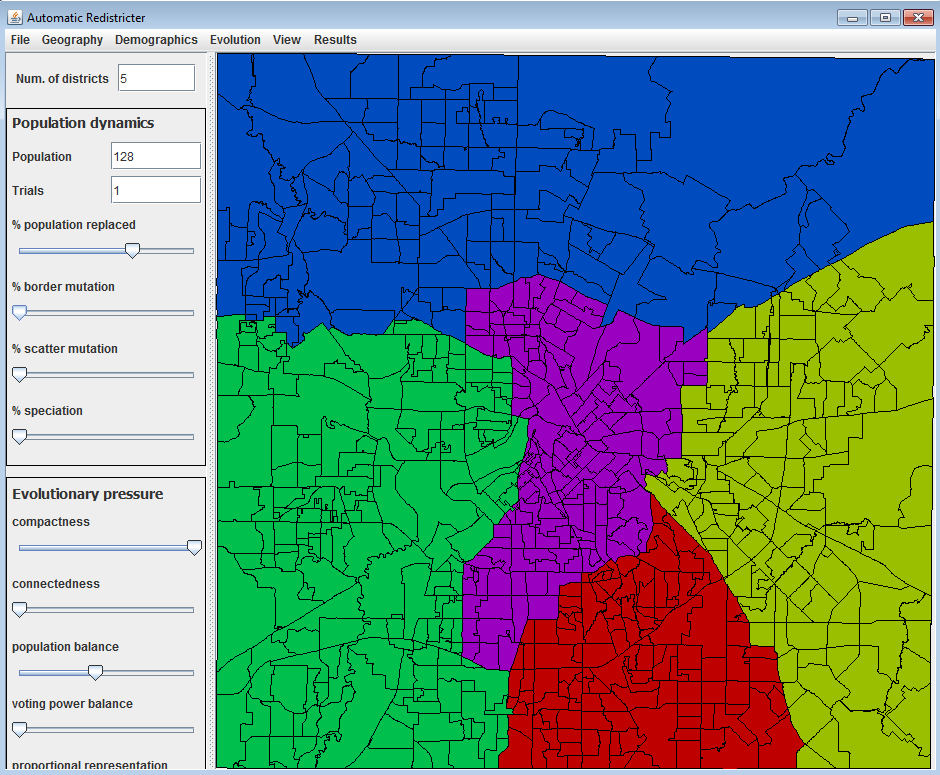 Automatic Redistricter
File Geography Demographics Evolution View Results
Num. of districts 5
Population dynamics
Population 128
Trials 1
% population replaced
% border mutation
% scatter mutation
% speciation
Evolutionary pressure
compactness
connectedness
population balance
voting power balance
proportional representation